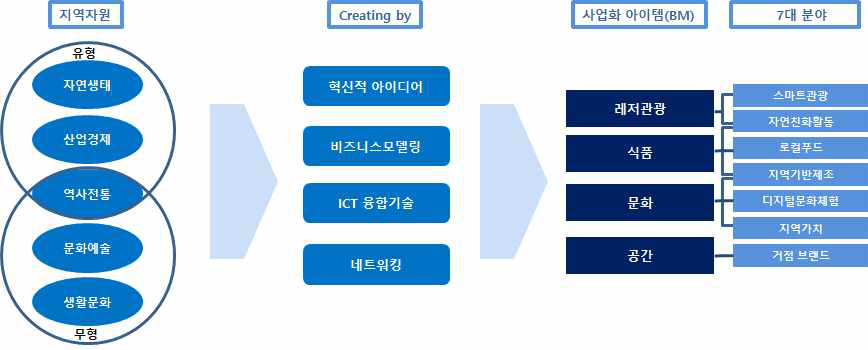 지역자원
Creating by
사업화 아이템(BM)
7대 분야
유형
자연생태
산업경제
역사전통
문화예술
생활문화
무형
혁신적 아이디어
비즈니스모델링
ICT 융합기술
네트워킹
레저관광
식품
문화
공간
스마트관광
자연친화활동
로컬푸드
지역기반제조
디지털문화체험
지역가치
거점 브랜드